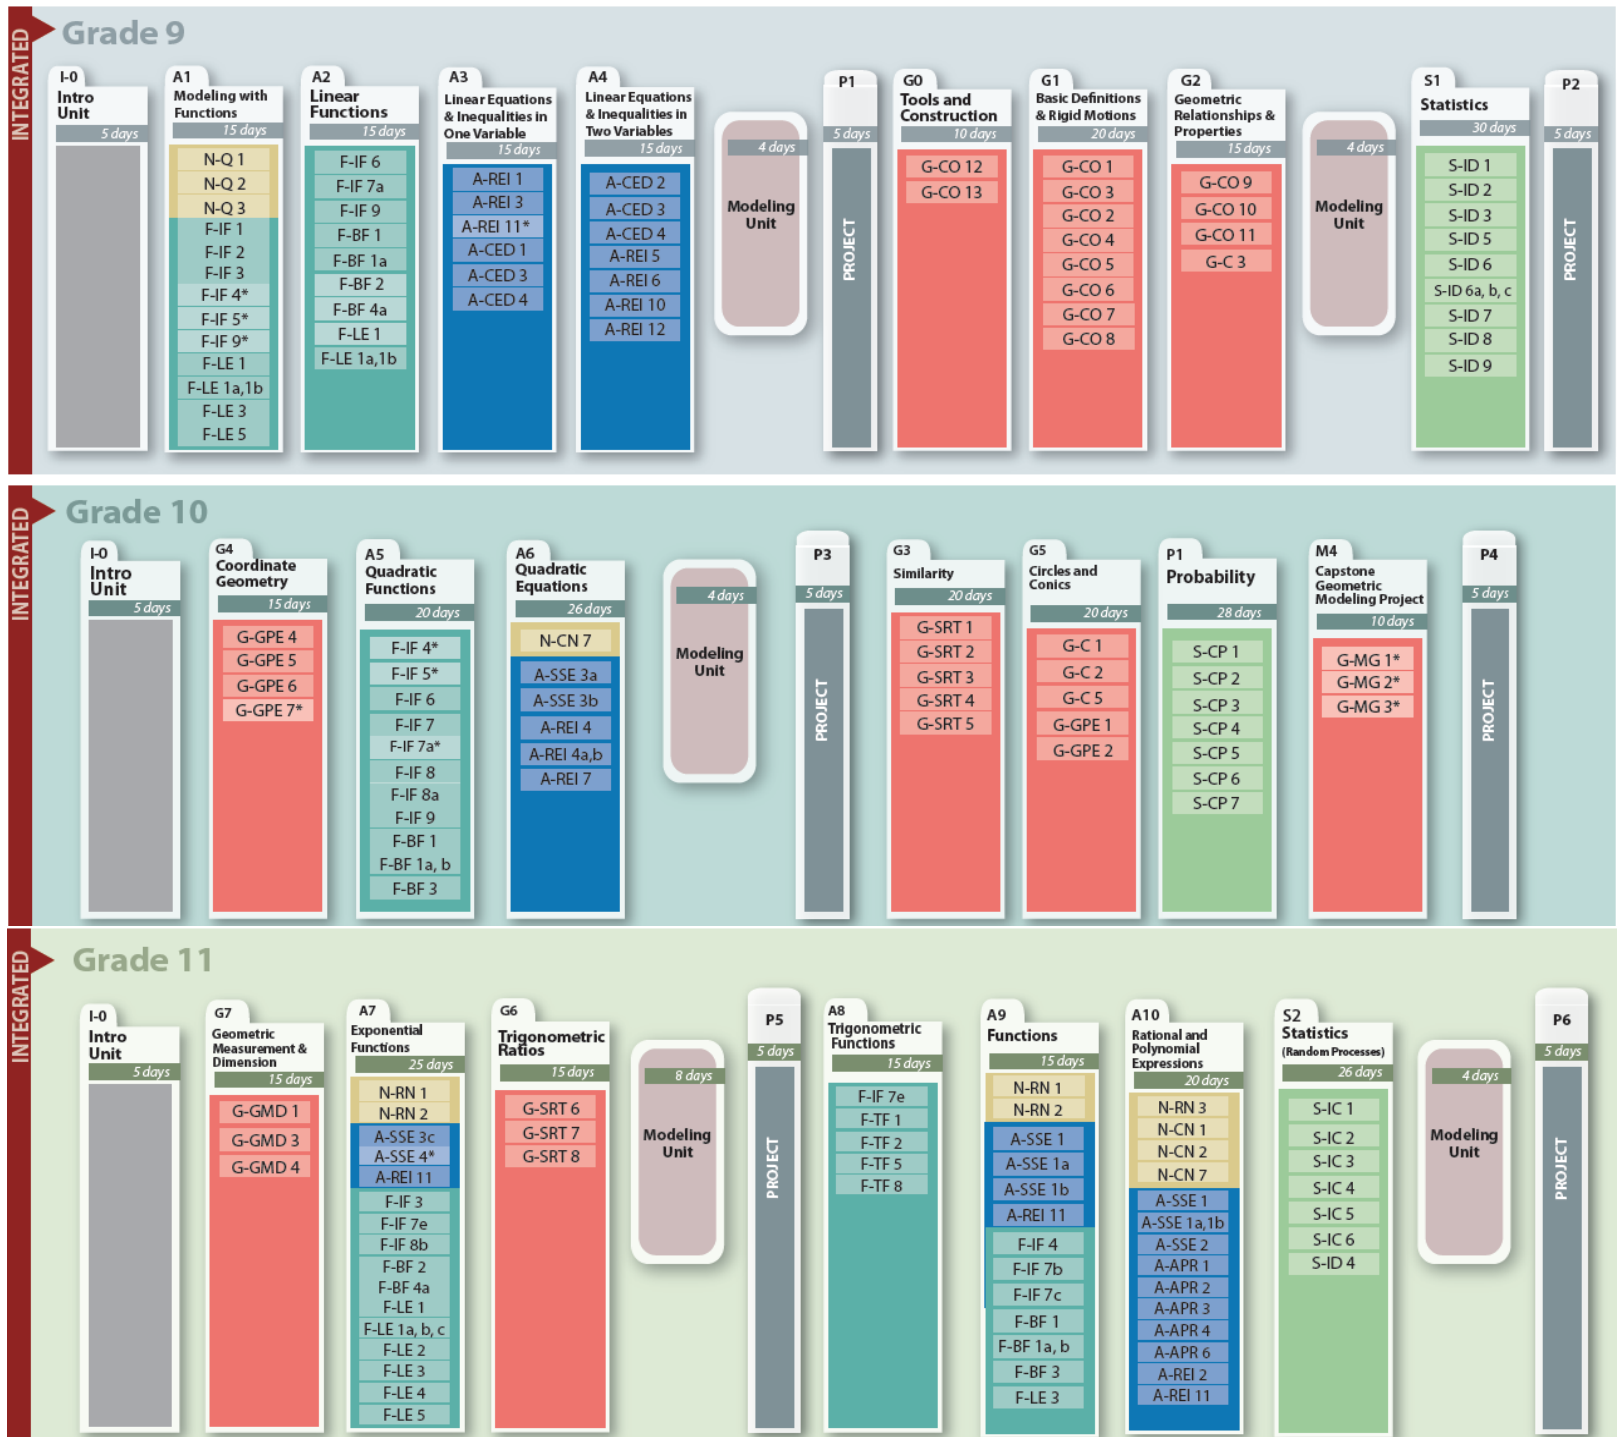 INTEGRATED
Grade 9
I-0
Intro
Unit
5 days
A1
Modeling with
Functions
15 days
N-Q 1
N-Q 2
N-Q 3
F-IF 1
F-IF 2
F-IF 3
F-IF 4*
F-IF 5*
F-IF 9*
F-LE 1
F-LE 1a,1b
F-LE 3
F-LE 5
A2
Linear
Functions
15 days
F-IF 6
F-IF 7a
F-IF 9
F-BF 1
F-BF 1a
F-BF 2
F-BF 4a
F-LE 1
F-LE 1a,1b
A3
Linear Equations
& Inequalities in
One Variable
15 days
A-REI 1
A-REI 3
A-REI 11*
A-CED 1
A-CED 3
A-CED 4
A4
Linear Equations
& Inequalities in
Two Variables
15 days
A-CED 2
A-CED 3
A-CED 4
A-REI 5
A-REI 6
A-REI 10
A-REI 12
4 days
Modeling
Unit
P1
5 days
PROJECT
G0
Tools and
Construction
10 days
G-CO 12
G-CO 13
G1
Basic Definitions
& Rigid Motions
20 days
G-CO 1
G-CO 3
G-CO 2
G-CO 4
G-CO 5
G-CO 6
G-CO 7
G-CO 8
G2
Geometric
Relationships &
Properties
15 days
G-CO 9
G-CO 10
G-CO 11
G-C 3
4 days
Modeling
Unit
S1
Statistics
30 days
S-ID 1
S-ID 2
S-ID 3
S-ID 5
S-ID 6
S-ID 6a, b, c
S-ID 7
S-ID 8
S-ID 9
P2
5 days
PROJECT
INTEGRATED
Grade 10
I-0
Intro
Unit
5 days
G4
Coordinate
Geometry
15 days
G-GPE 4
G-GPE 5
G-GPE 6
G-GPE 7*
A5
Quadratic
Functions
20 days
F-IF 4*
F-IF 5*
F-IF 6
F-IF 7
F-IF 7a*
F-IF 8
F-IF 8a
F-IF 9
F-BF 1
F-BF 1a, b
F-BF 3
A6
Quadratic
Equations
26 days
N-CN 7
A-SSE 3a
A-SSE 3b
A-REI 4
A-REI 4a,b
A-REI 7
4 days
Modeling
Unit
P3
5 days
PROJECT
G3
Similarity
20 days
G-SRT 1
G-SRT 2
G-SRT 3
G-SRT 4
G-SRT 5
G5
Circles and
Conics
20 days
G-C 1
G-C 2
G-C 5
G-GPE 1
G-GPE 2
P1
Probability
28 days
S-CP 1
S-CP 2
S-CP 3
S-CP 4
S-CP 5
S-CP 6
S-CP 7
M4
Capstone
Geometric
Modeling Project
10 days
G-MG 1*
G-MG 2*
G-MG 3*
P4
5 days
PROJECT
INTEGRATED
Grade 11
I-0
Intro
Unit
5 days
G7
Geometric
Measurement &
Dimension
15 days
G-GMD 1
G-GMD 3
G-GMD 4
A7
Exponential
Functions
25 days
N-RN 1
N-RN 2
A-SSE 3c
A-SSE 4*
A-REI 11
F-IF 3
F-IF 7e
F-IF 8b
F-BF 2
F-BF 4a
F-LE 1
F-LE 1a, b, c
F-LE 2
F-LE 3
F-LE 4
F-LE 5
G6
Trigonometric
Ratios
15 days
G-SRT 6
G-SRT 7
G-SRT 8
8 days
Modeling
Unit
P5
5 days
PROJECT
A8
Trigonometric
Functions
15 days
F-IF 7e
F-TF 1
F-TF 2
F-TF 5
F-TF 8
A9
Functions
15 days
N-RN 1
N-RN 2
A-SSE 1
A-SSE 1a
A-SSE 1b
A-REI 11
F-IF 4
F-IF 7b
F-IF 7c
F-BF 1
F-BF 1a, b
F-BF 3
F-LE 3
A10
Rational and
Polynomial
Expressions
20 days
N-RN 3
N-CN 1
N-CN 2
N-CN 7
A-SSE 1
A-SSE 1a,1b
A-SSE 2
A-APR 1
A-APR 2
A-APR 3
A-APR 4
A-APR 6
A-REI 2
A-REI 11
S2
Statistics
(Random Processes)
26 days
S-IC 1
S-IC 2
S-IC 3
S-IC 4
S-IC 5
S-IC 6
S-ID 4
4 days
Modeling
Unit
P6
5 days
PROJECT